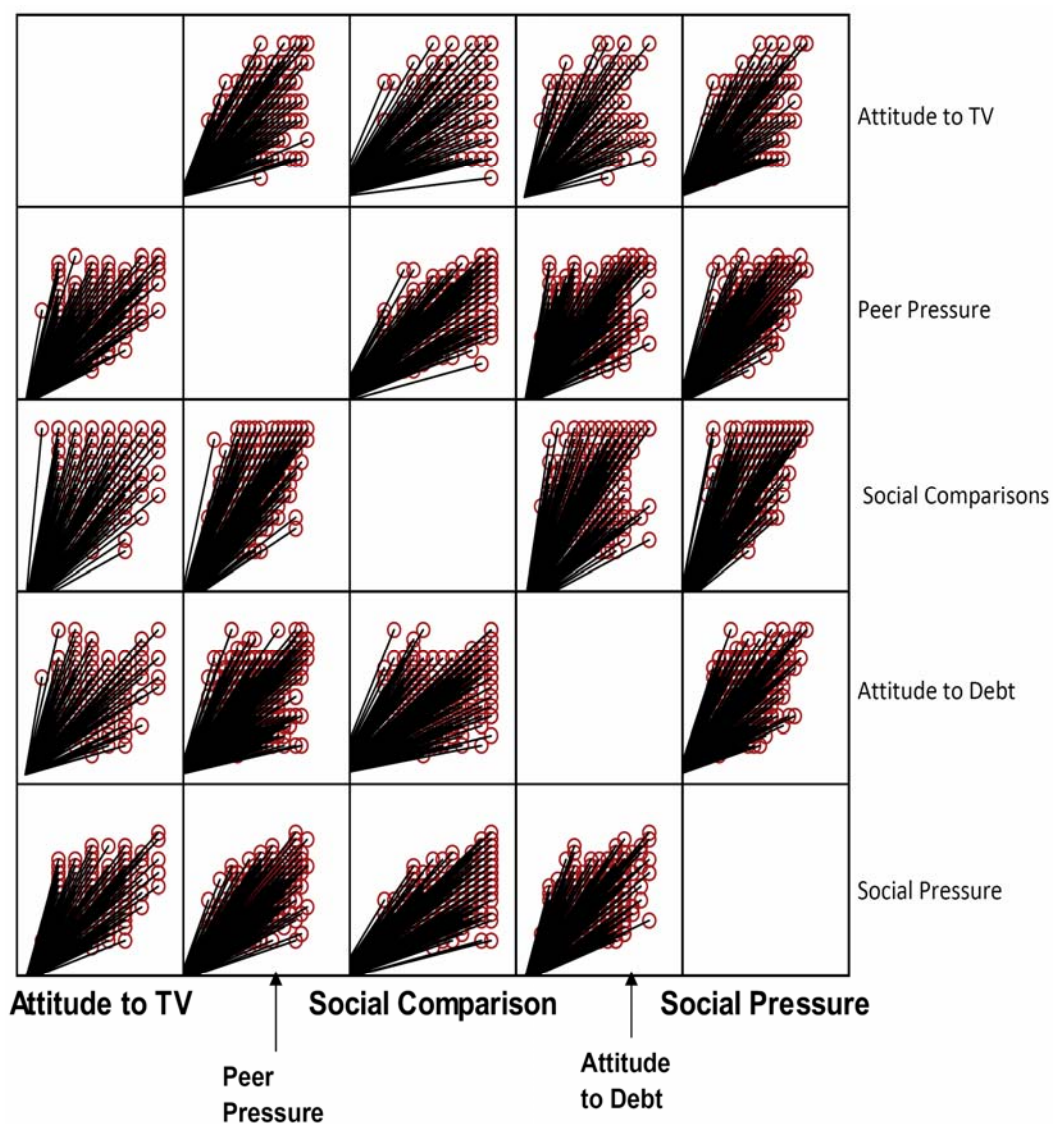 Attitude to TV
Peer Pressure
Social Comparisons
Attitude to Debt
Social Pressure
Attitude to TV
Social Comparison
Social Pressure
Peer
Pressure
Attitude
to Debt